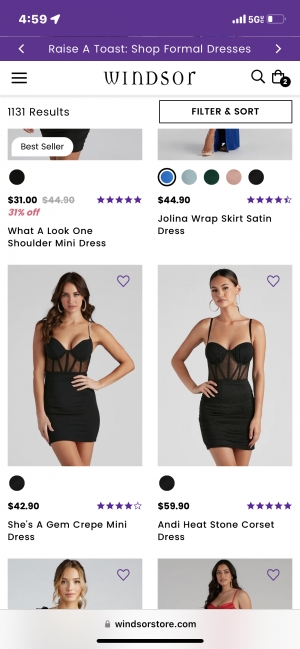 4:59
5G
Raise A Toast: Shop Formal Dresses
WINDSOR
2
1131 Results
FILTER & SORT
Best Seller
$31.00 $44.90
31% off
What A Look One
Shoulder Mini Dress
$44.90
Jolina Wrap Skirt Satin
Dress
$42.90
She's A Gem Crepe Mini
Dress
$59.90
Andi Heat Stone Corset
Dress
windsorstore.com